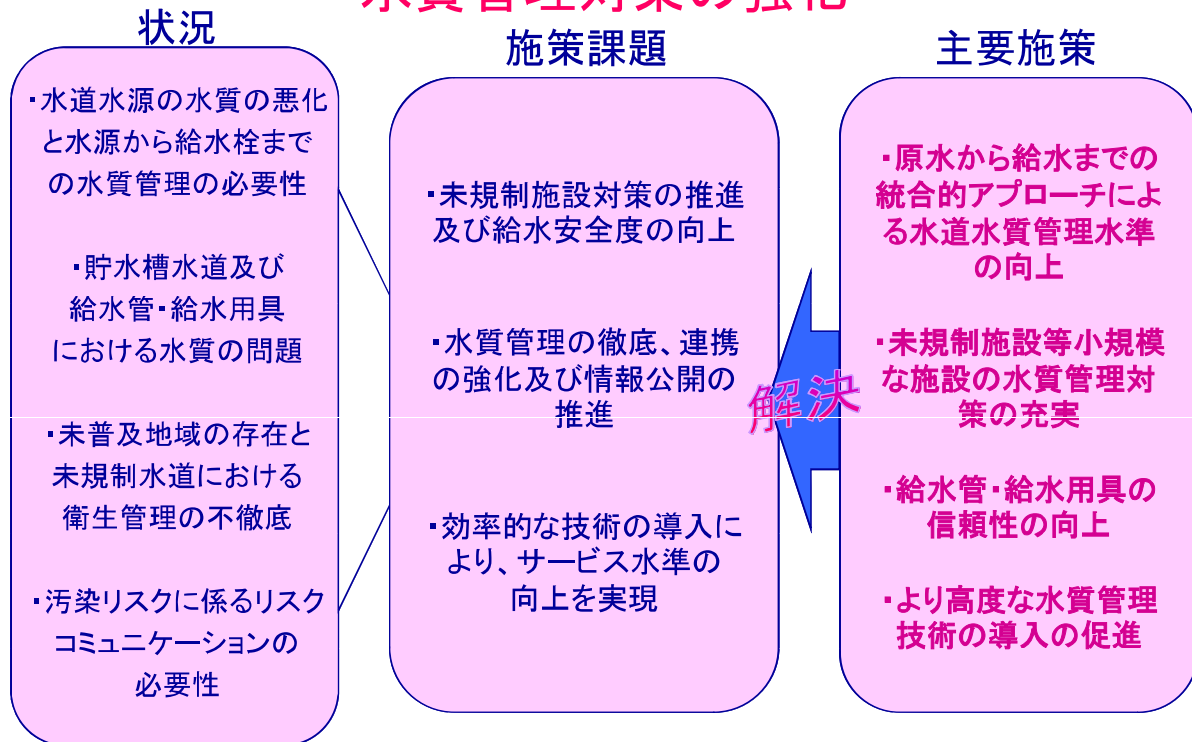 水質管理対策の強化
状況
施策課題
主要施策
・水道水源の水質の悪化
と水源から給水栓まで
の水質管理の必要性
・貯水槽水道及び
給水管・給水用具
における水質の問題
・未普及地域の存在と
未規制水道における
衛生管理の不徹底
・汚染リスクに係るリスク
コミュニケーションの
必要性
・未規制施設対策の推進
及び給水安全度の向上
・水質管理の徹底、連携
の強化及び情報公開の
推進
・効率的な技術の導入に
より、サービス水準の
向上を実現
解決
・原水から給水までの
統合的アプローチによ
る水道水質管理水準
の向上
・未規制施設等小規模
な施設の水質管理対
策の充実
・給水管・給水用具の
信頼性の向上
・より高度な水質管理
技術の導入の促進